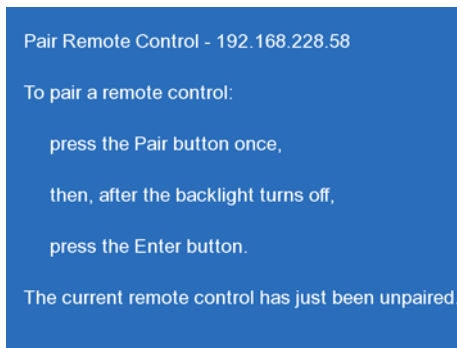 Pair Remote Control - 192.168.228.58
To pair a remote control:
press the Pair button once,
then, after the backlight turns off,
press the Enter button.
The current remote control has just been unpaired.